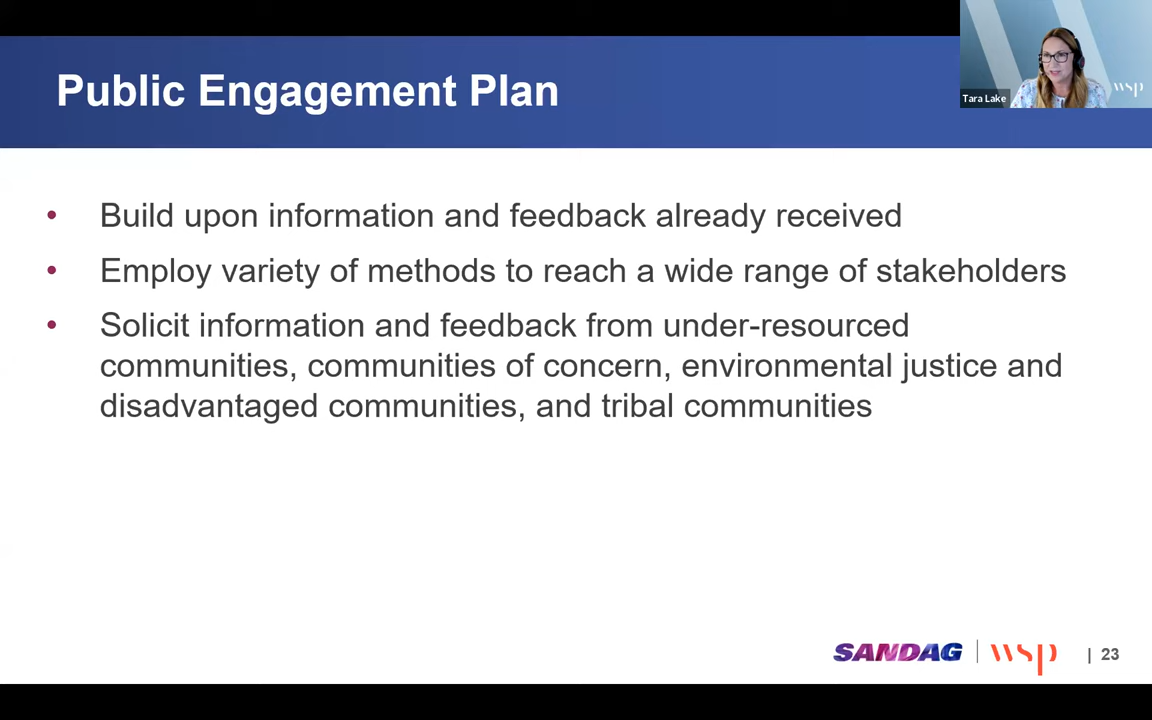 Public Engagement Plan
Tara Lake
wsp
• Build upon information and feedback already received
• Employ variety of methods to reach a wide range of stakeholders
• Solicit information and feedback from under-resourced
communities, communities of concern, environmental justice and
disadvantaged communities, and tribal communities
SANDAG | wsp | 23